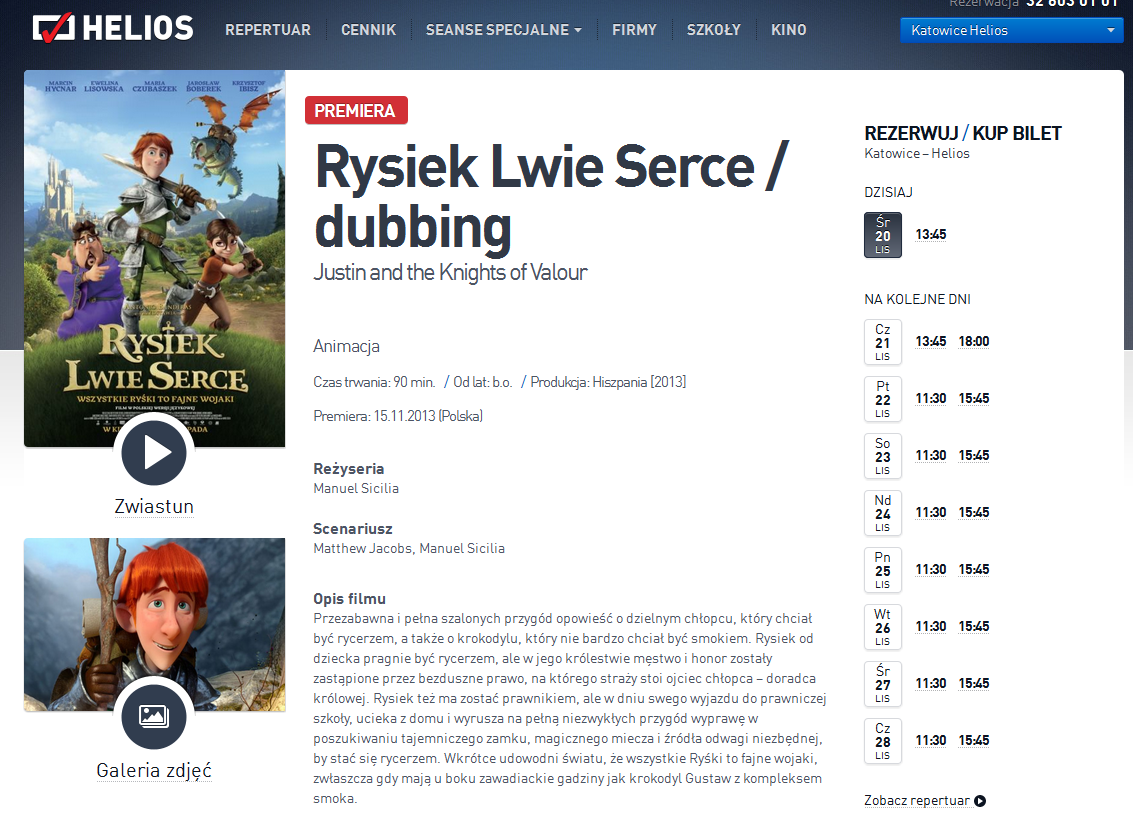 Rezerwacja 32 603 01 01
HELIOS
REPERTUAR CENNIK SEANSE SPECJALNE FIRMY SZKOŁY KINO
Katowice Helios
MARCIN HYCNAR EWELINA LISOWSKA MARIA CZUBASZEK JAROSŁAW BOBEREK KRZYSZTOF IBISZ
RYSIEK
LWIE SERCE
WSZYSTKIE RYŚKI TO FAJNE WOJAKI
FILM W POLSKIEJ WERSJI JĘZYKOWEJ
Zwiastun
Galeria zdjęć
PREMIERA
Rysiek Lwie Serce /
dubbing
Justin and the Knights of Valour
Animacja
Czas trwania: 90 min. / Od lat: b.o. / Produkcja: Hiszpania [2013]
Premiera: 15.11.2013 (Polska)
Reżyseria
Manuel Sicilia
Scenariusz
Matthew Jacobs, Manuel Sicilia
Opis filmu
Przezabawna i pełna szalonych przygód opowieść o dzielnym chłopcu, który chciał
być rycerzem, a także o krokodylu, który nie bardzo chciał być smokiem. Rysiek od
dziecka pragnie być rycerzem, ale w jego królestwie męstwo i honor zostały
zastąpione przez bezduszne prawo, na którego straży stoi ojciec chłopca – doradca
królowej. Rysiek też ma zostać prawnikiem, ale w dniu swego wyjazdu do prawniczej
szkoły, ucieka z domu i wyrusza na pełną niezwykłych przygód wyprawę w
poszukiwaniu tajemniczego zamku, magicznego miecza i źródła odwagi niezbędnej,
by stać się rycerzem. Wkrótce udowodni światu, że wszystkie Ryśki to fajne wojaki,
zwłaszcza gdy mają u boku zawadiackie gadziny jak krokodyl Gustaw z kompleksem
smoka.
REZERWUJ / KUP BILET
Katowice – Helios
DZISIAJ
Śr
20 13:45
LIS
NA KOLEJNE DNI
Cz
21 13:45 18:00
LIS
Pt
22 11:30 15:45
LIS
So
23 11:30 15:45
LIS
Nd
24 11:30 15:45
LIS
Pn
25 11:30 15:45
LIS
Wt
26 11:30 15:45
LIS
Śr
27 11:30 15:45
LIS
Cz
28 11:30 15:45
LIS
Zobacz repertuar